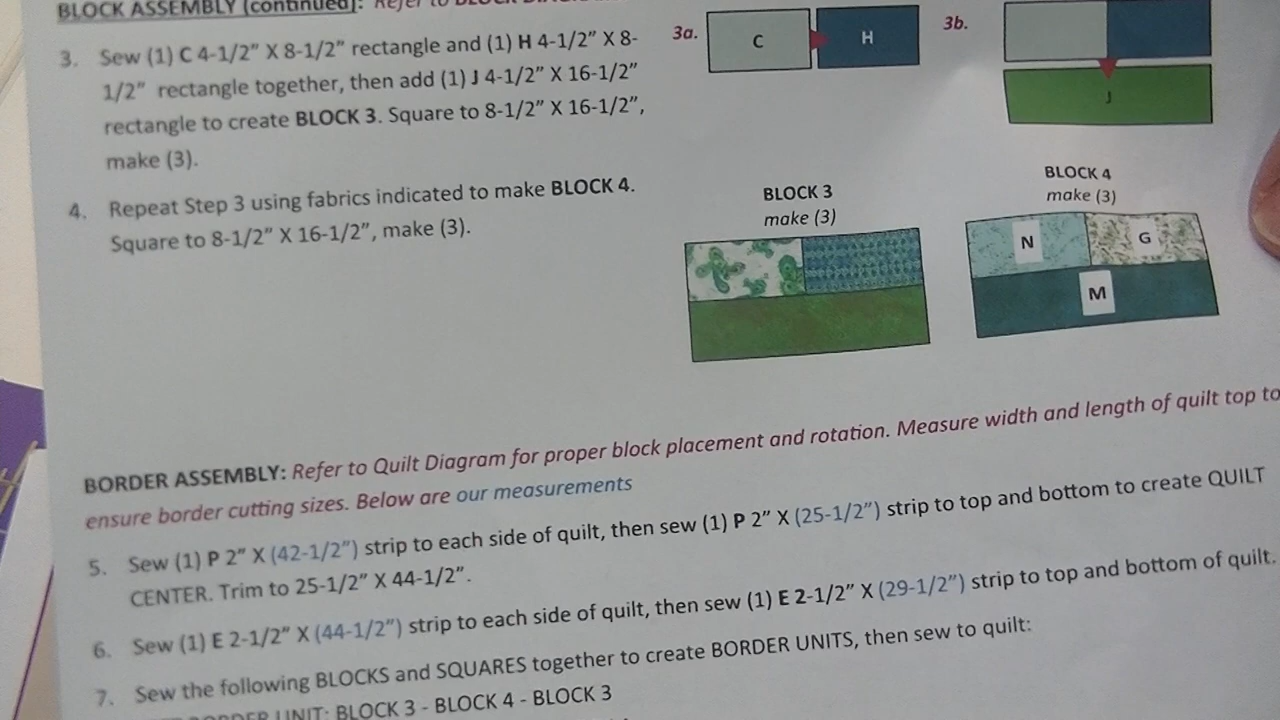 BLOCK ASSEMBLY (continued): Refer to BLOCK
3. Sew (1) C 4-1/2” X 8-1/2” rectangle and (1) H 4-1/2” X 8-
1/2” rectangle together, then add (1) J 4-1/2” X 16-1/2”
rectangle to create BLOCK 3. Square to 8-1/2” X 16-1/2”,
make (3).
3a.
C
H
3b.
J
4. Repeat Step 3 using fabrics indicated to make BLOCK 4.
Square to 8-1/2” X 16-1/2”, make (3).
BLOCK 3
make (3)
BLOCK 4
make (3)
N
G
M
BORDER ASSEMBLY: Refer to Quilt Diagram for proper block placement and rotation. Measure width and length of quilt top to
ensure border cutting sizes. Below are our measurements
5. Sew (1) P 2” X (42-1/2”) strip to each side of quilt, then sew (1) P 2” X (25-1/2”) strip to top and bottom to create QUILT
CENTER. Trim to 25-1/2” X 44-1/2”.
6. Sew (1) E 2-1/2” X (44-1/2”) strip to each side of quilt, then sew (1) E 2-1/2” X (29-1/2”) strip to top and bottom of quilt.
7. Sew the following BLOCKS and SQUARES together to create BORDER UNITS, then sew to quilt:
BORDER UNIT: BLOCK 3 - BLOCK 4 - BLOCK 3